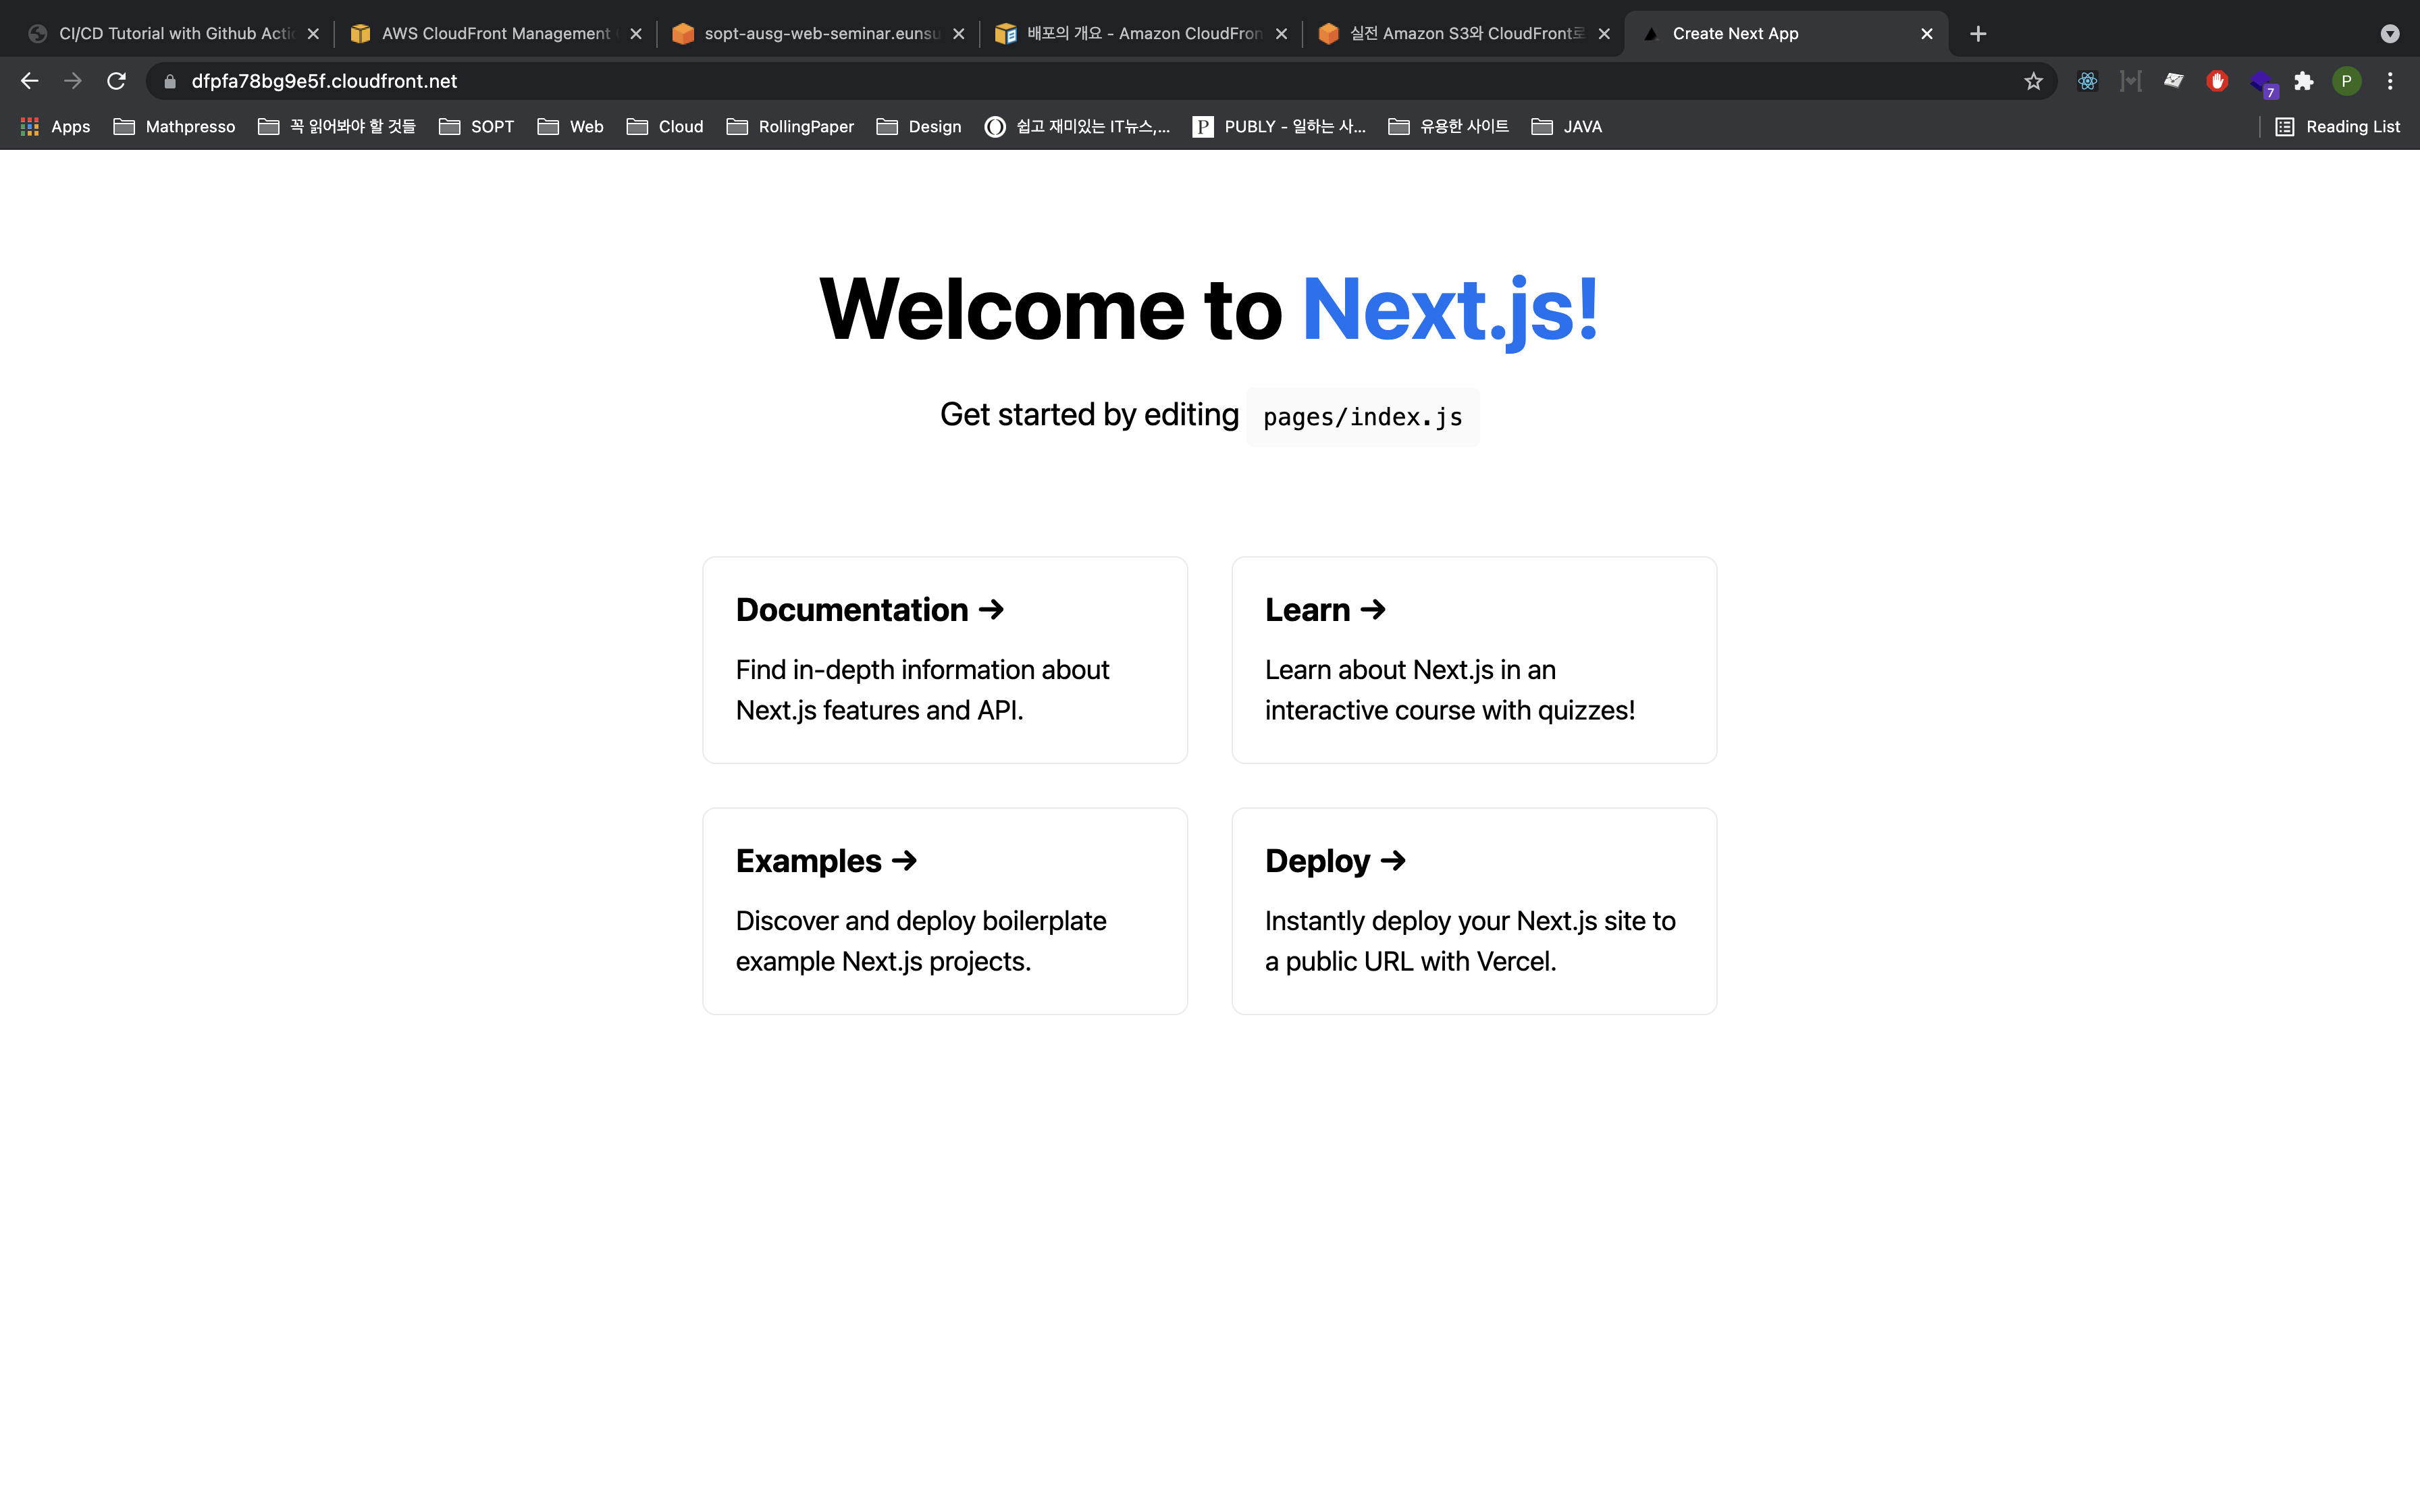 CI/CD Tutorial with Github Actic
AWS CloudFront Management
sopt-ausg-web-seminar.eunsu
배포의 개요 - Amazon CloudFron
실전 Amazon S3와 CloudFront로
Create Next App
dfpfa78bg9e5f.cloudfront.net
7
P
Apps
Mathpresso
꼭 읽어봐야 할 것들
SOPT
Web
Cloud
RollingPaper
Design
쉽고 재미있는 IT뉴스,...
P
PUBLY - 일하는 사...
유용한 사이트
JAVA
Reading List
Welcome to Next.js!
Get started by editing pages/index.js
Documentation →
Find in-depth information about
Next.js features and API.
Learn →
Learn about Next.js in an
interactive course with quizzes!
Examples →
Discover and deploy boilerplate
example Next.js projects.
Deploy →
Instantly deploy your Next.js site to
a public URL with Vercel.